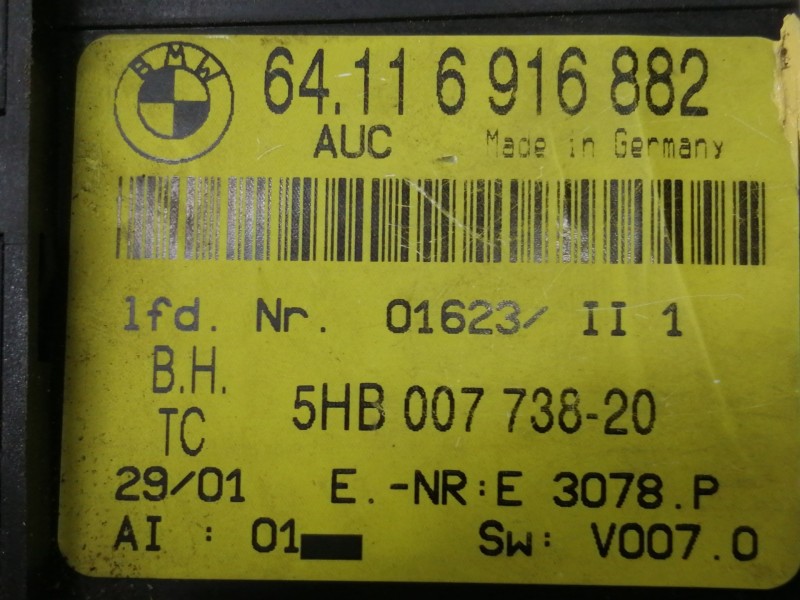 BMW
64.11 6 916 882
AUC Made in Germany
lfd. Nr. 01623/ II 1
B.H.
TC 5HB 007 738-20
29/01 E.-NR:E 3078.P
AI : 01 Sw: V007.0